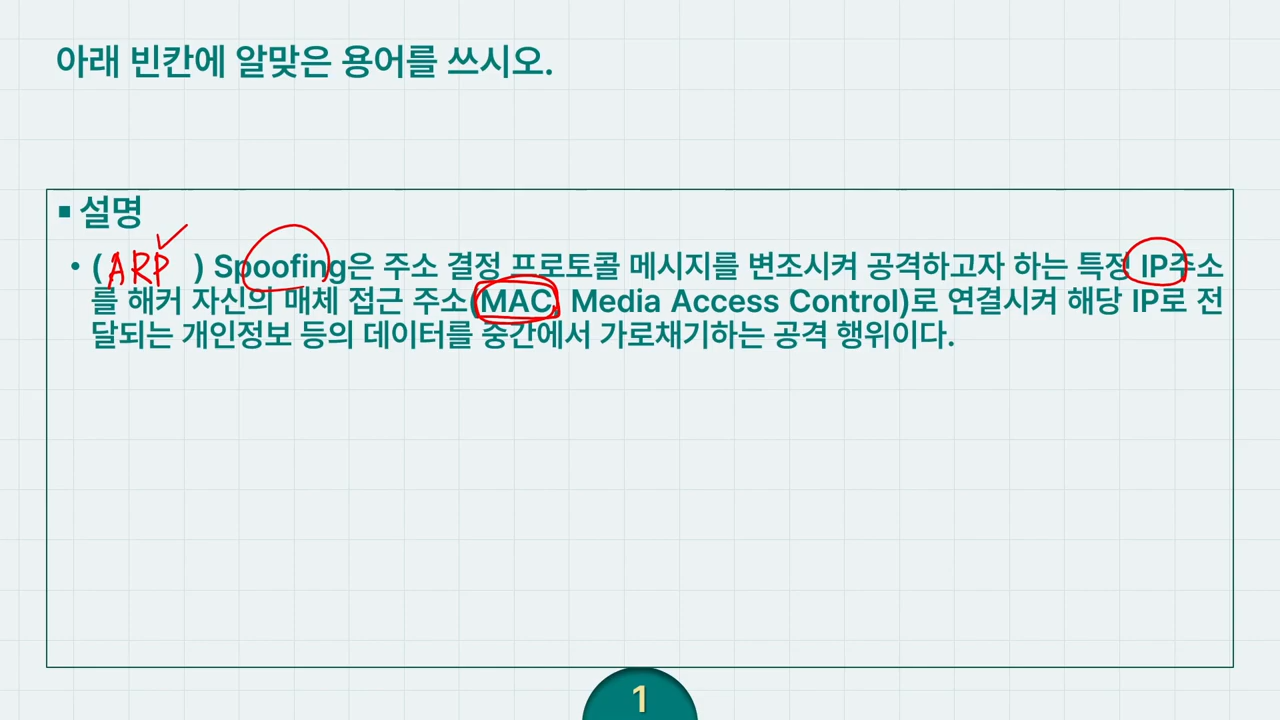 아래 빈칸에 알맞은 용어를 쓰시오.
▪ 설명
• (ARP) Spoofing은 주소 결정 프로토콜 메시지를 변조시켜 공격하고자 하는 특정 IP주소
를 해커 자신의 매체 접근 주소(MAC, Media Access Control)로 연결시켜 해당 IP로 전
달되는 개인정보 등의 데이터를 중간에서 가로채기하는 공격 행위이다.
1